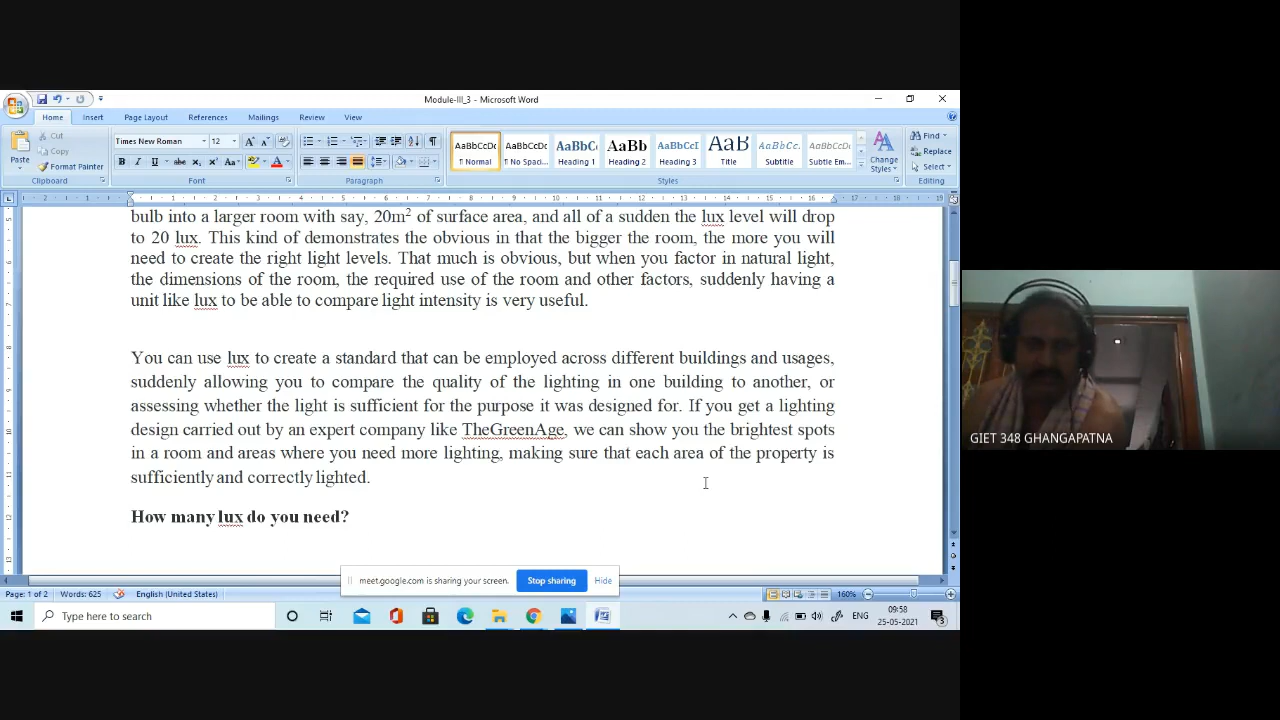 Module-III_3 - Microsoft Word
Home Insert Page Layout References Mailings Review View
Paste
Cut
Copy
Format Painter
Clipboard
Times New Roman 12
Font
Paragraph
AaBbCcDc AaBbCcDc AaBbCc AaBbCc AaBbCc AaB AaBbCc AaBbCcDc
¶ Normal ¶ No Spaci... Heading 1 Heading 2 Heading 3 Title Subtitle Subtle Em...
Styles
Change Styles
Find
Replace
Select
Editing
bulb into a larger room with say, 20m² of surface area, and all of a sudden the lux level will drop
to 20 lux. This kind of demonstrates the obvious in that the bigger the room, the more you will
need to create the right light levels. That much is obvious, but when you factor in natural light,
the dimensions of the room, the required use of the room and other factors, suddenly having a
unit like lux to be able to compare light intensity is very useful.
You can use lux to create a standard that can be employed across different buildings and usages,
suddenly allowing you to compare the quality of the lighting in one building to another, or
assessing whether the light is sufficient for the purpose it was designed for. If you get a lighting
design carried out by an expert company like TheGreenAge, we can show you the brightest spots
in a room and areas where you need more lighting, making sure that each area of the property is
sufficiently and correctly lighted.
How many lux do you need?
GIET 348 GHANGAPATNA
meet.google.com is sharing your screen. Stop sharing Hide
Page: 1 of 2 Words: 625 English (United States) 160%
Type here to search
ENG
09:58
25-05-2021